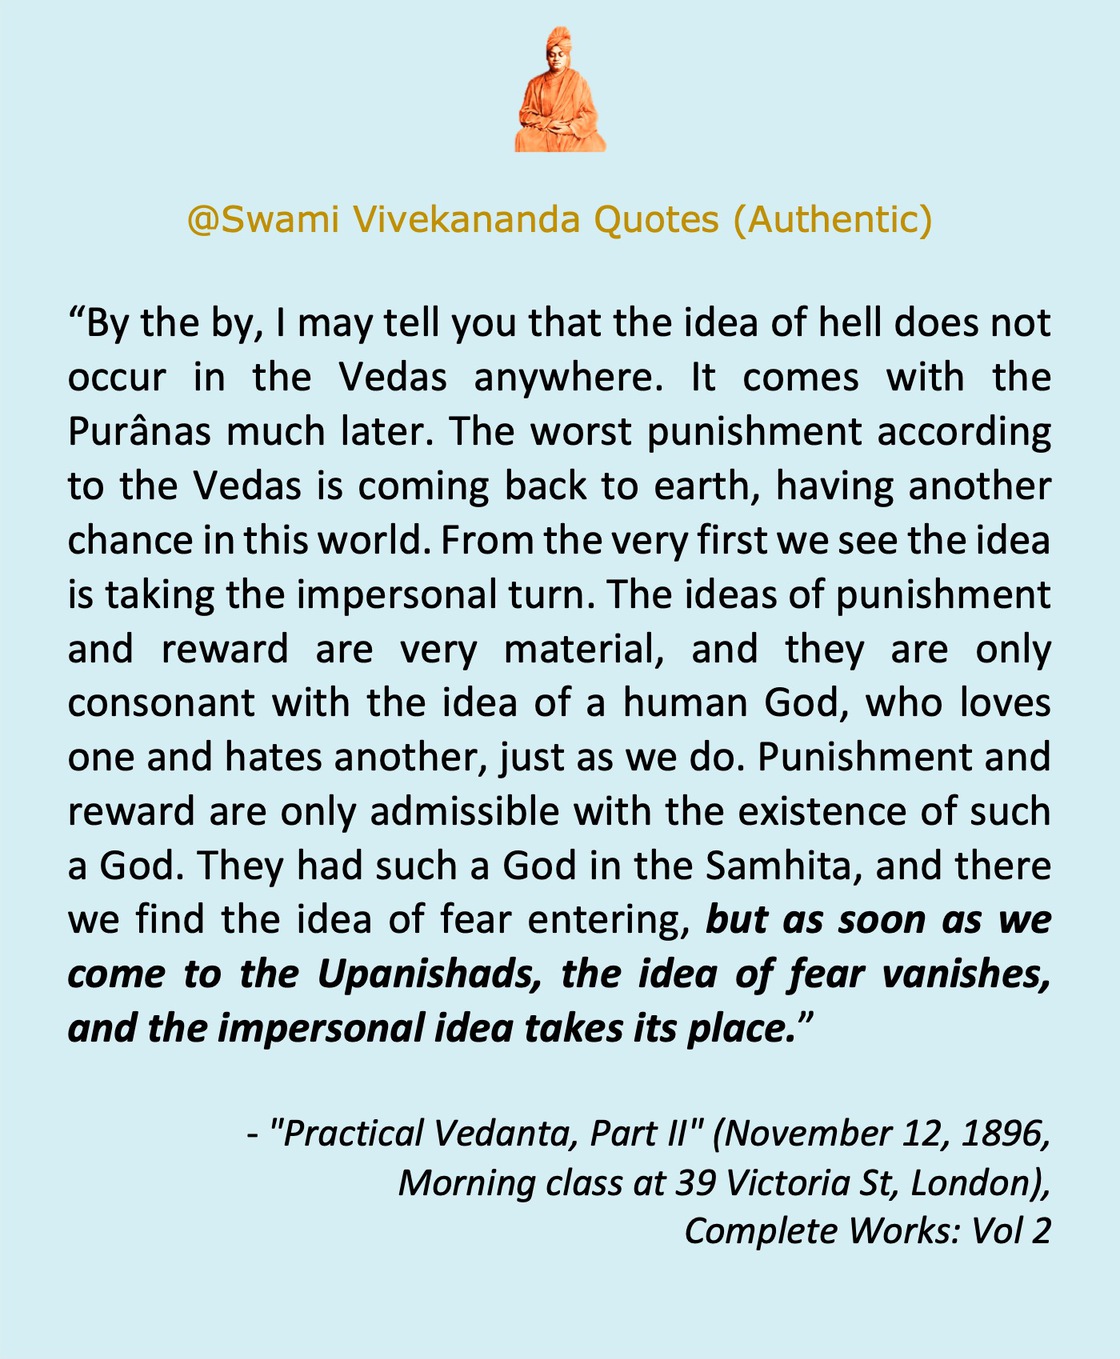 @Swami Vivekananda Quotes (Authentic)
“By the by, I may tell you that the idea of hell does not
occur in the Vedas anywhere. It comes with the
Purânas much later. The worst punishment according
to the Vedas is coming back to earth, having another
chance in this world. From the very first we see the idea
is taking the impersonal turn. The ideas of punishment
and reward are very material, and they are only
consonant with the idea of a human God, who loves
one and hates another, just as we do. Punishment and
reward are only admissible with the existence of such
a God. They had such a God in the Samhita, and there
we find the idea of fear entering, but as soon as we
come to the Upanishads, the idea of fear vanishes,
and the impersonal idea takes its place.”
- "Practical Vedanta, Part II" (November 12, 1896,
Morning class at 39 Victoria St, London),
Complete Works: Vol 2